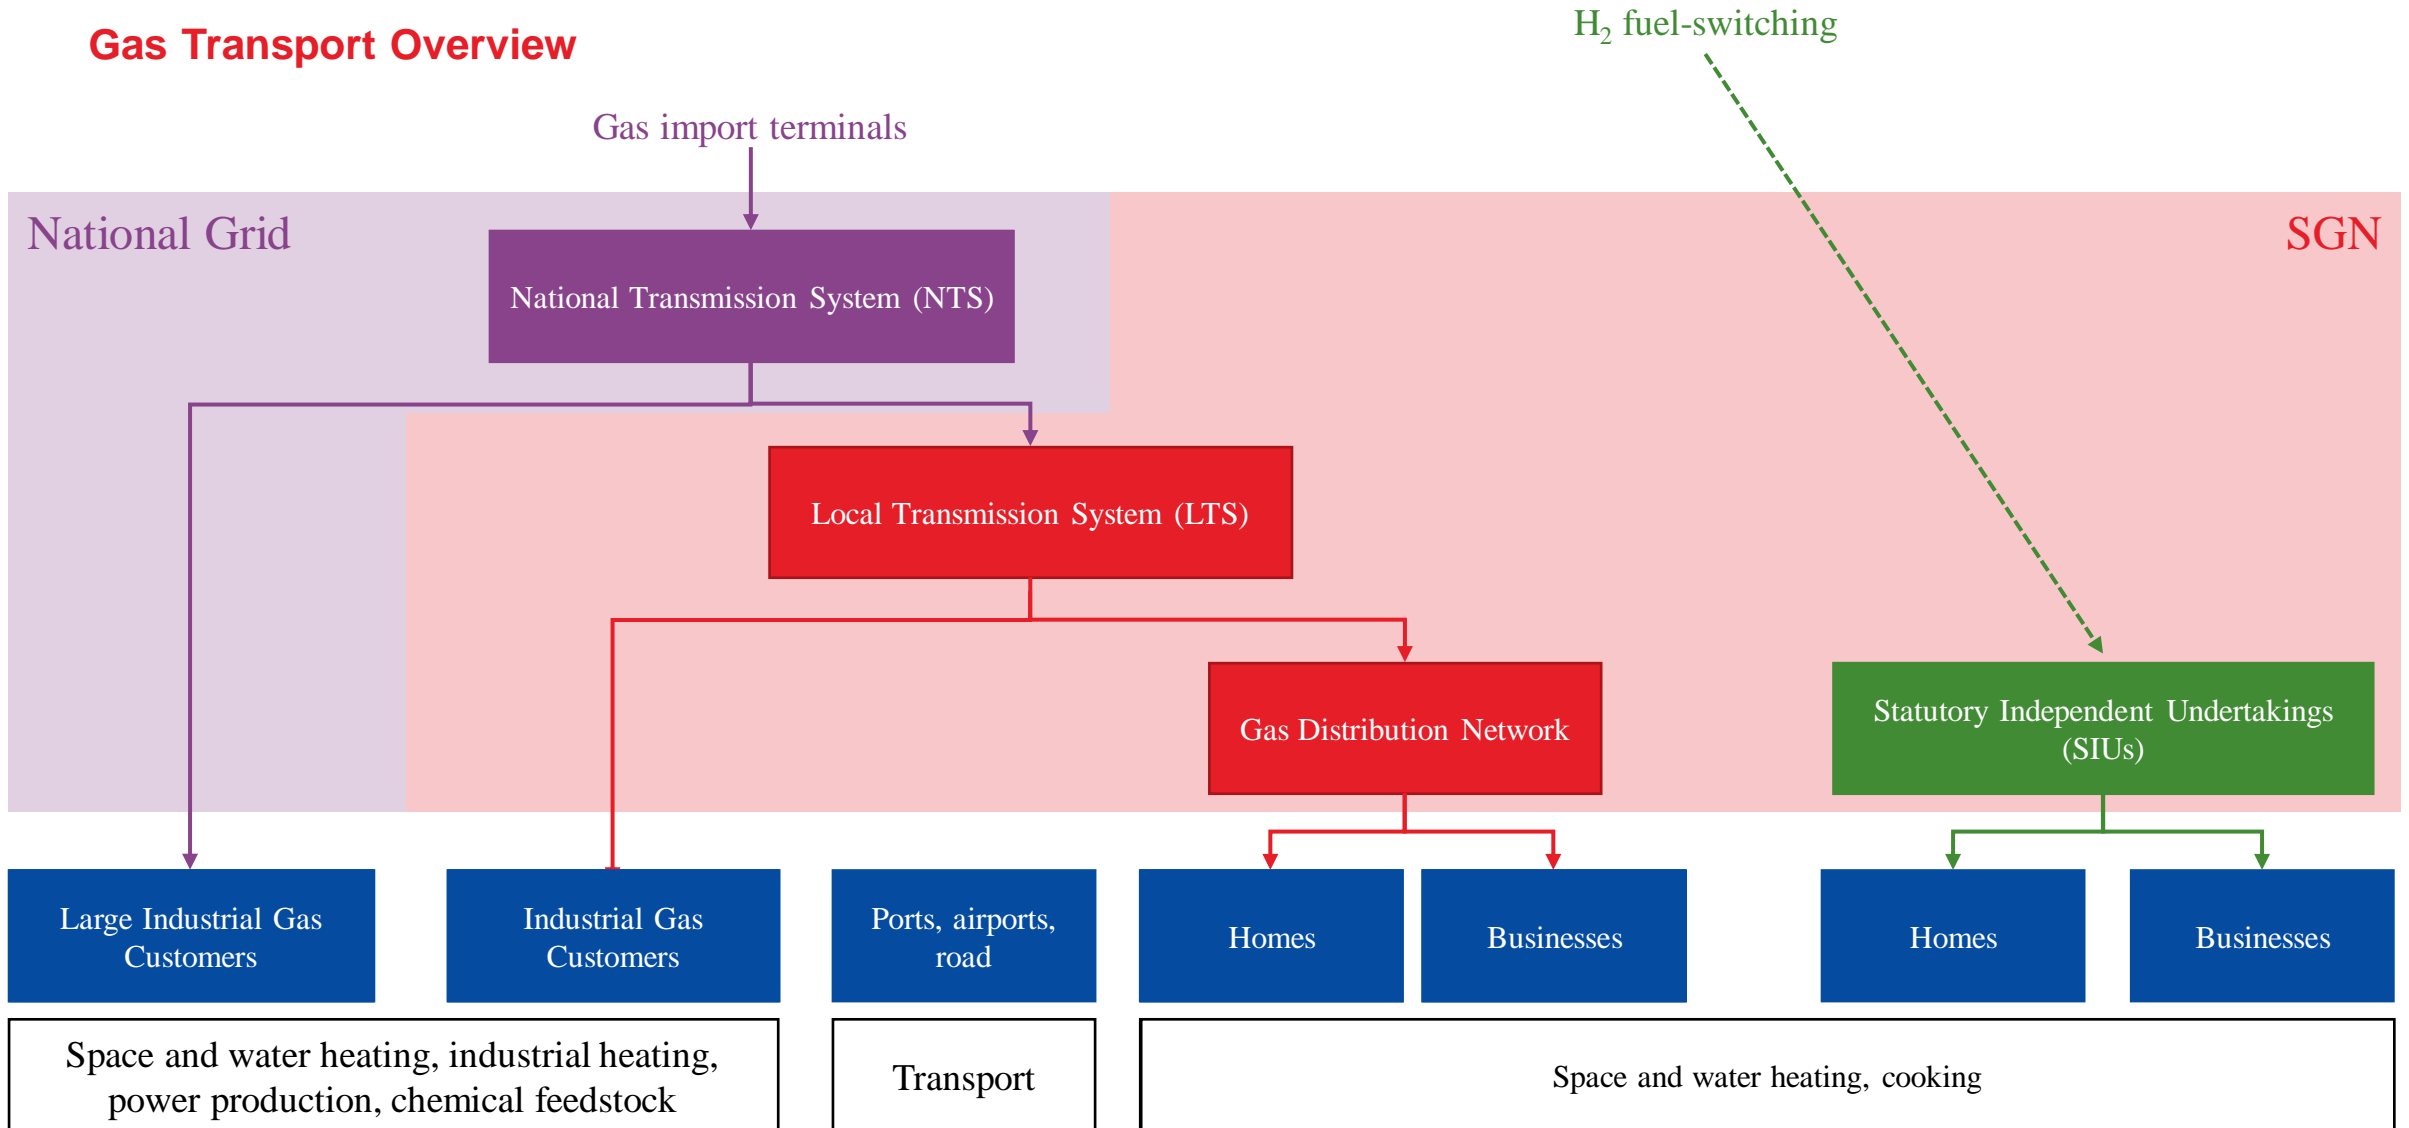 H₂ fuel-switching
Gas Transport Overview
Gas import terminals
National Grid
SGN
National Transmission System (NTS)
Local Transmission System (LTS)
Gas Distribution Network
Statutory Independent Undertakings
(SIUs)
Large Industrial Gas
Customers
Industrial Gas
Customers
Ports, airports,
road
Homes
Businesses
Homes
Businesses
Space and water heating, industrial heating,
power production, chemical feedstock
Transport
Space and water heating, cooking